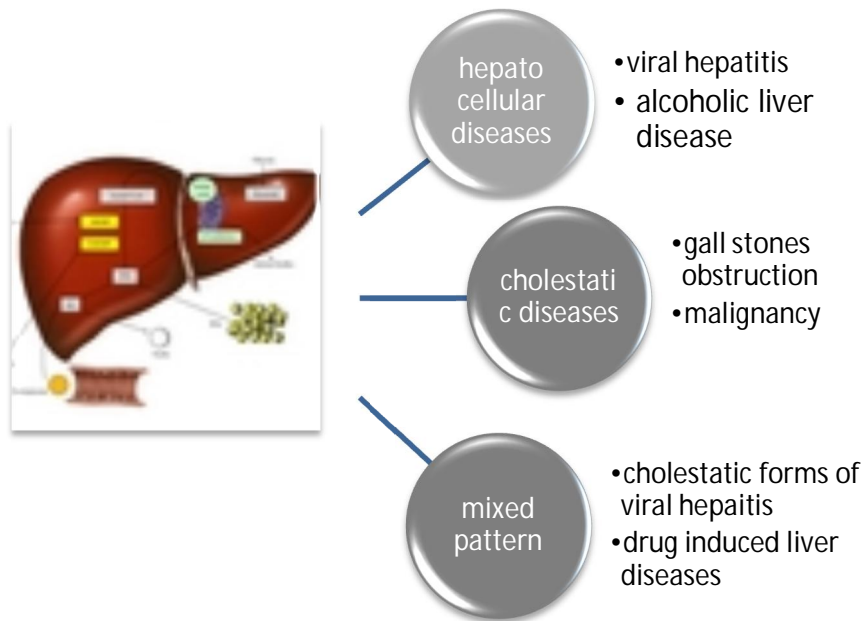 hepato
cellular
diseases
•viral hepatitis
• alcoholic liver
disease
cholestati
c diseases
•gall stones
obstruction
•malignancy
mixed
pattern
•cholestatic forms of
viral hepaitis
•drug induced liver
diseases